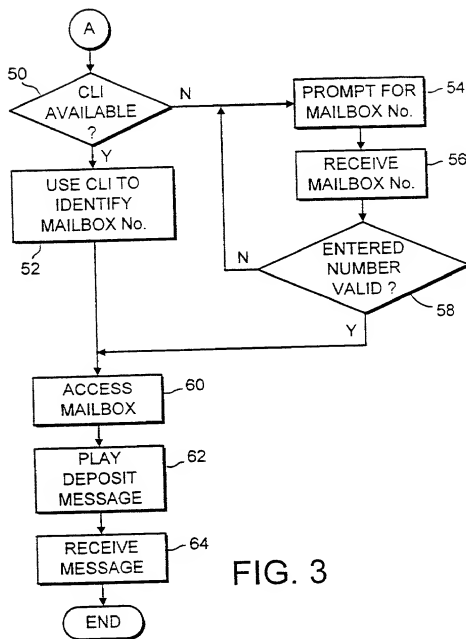 A
50
CLI
AVAILABLE
?
N
Y
USE CLI TO
IDENTIFY
MAILBOX No.
52
PROMPT FOR
MAILBOX No.
54
RECEIVE
MAILBOX No.
56
ENTERED
NUMBER
VALID ?
N
58
Y
ACCESS
MAILBOX
60
PLAY
DEPOSIT
MESSAGE
62
RECEIVE
MESSAGE
64
END
FIG. 3